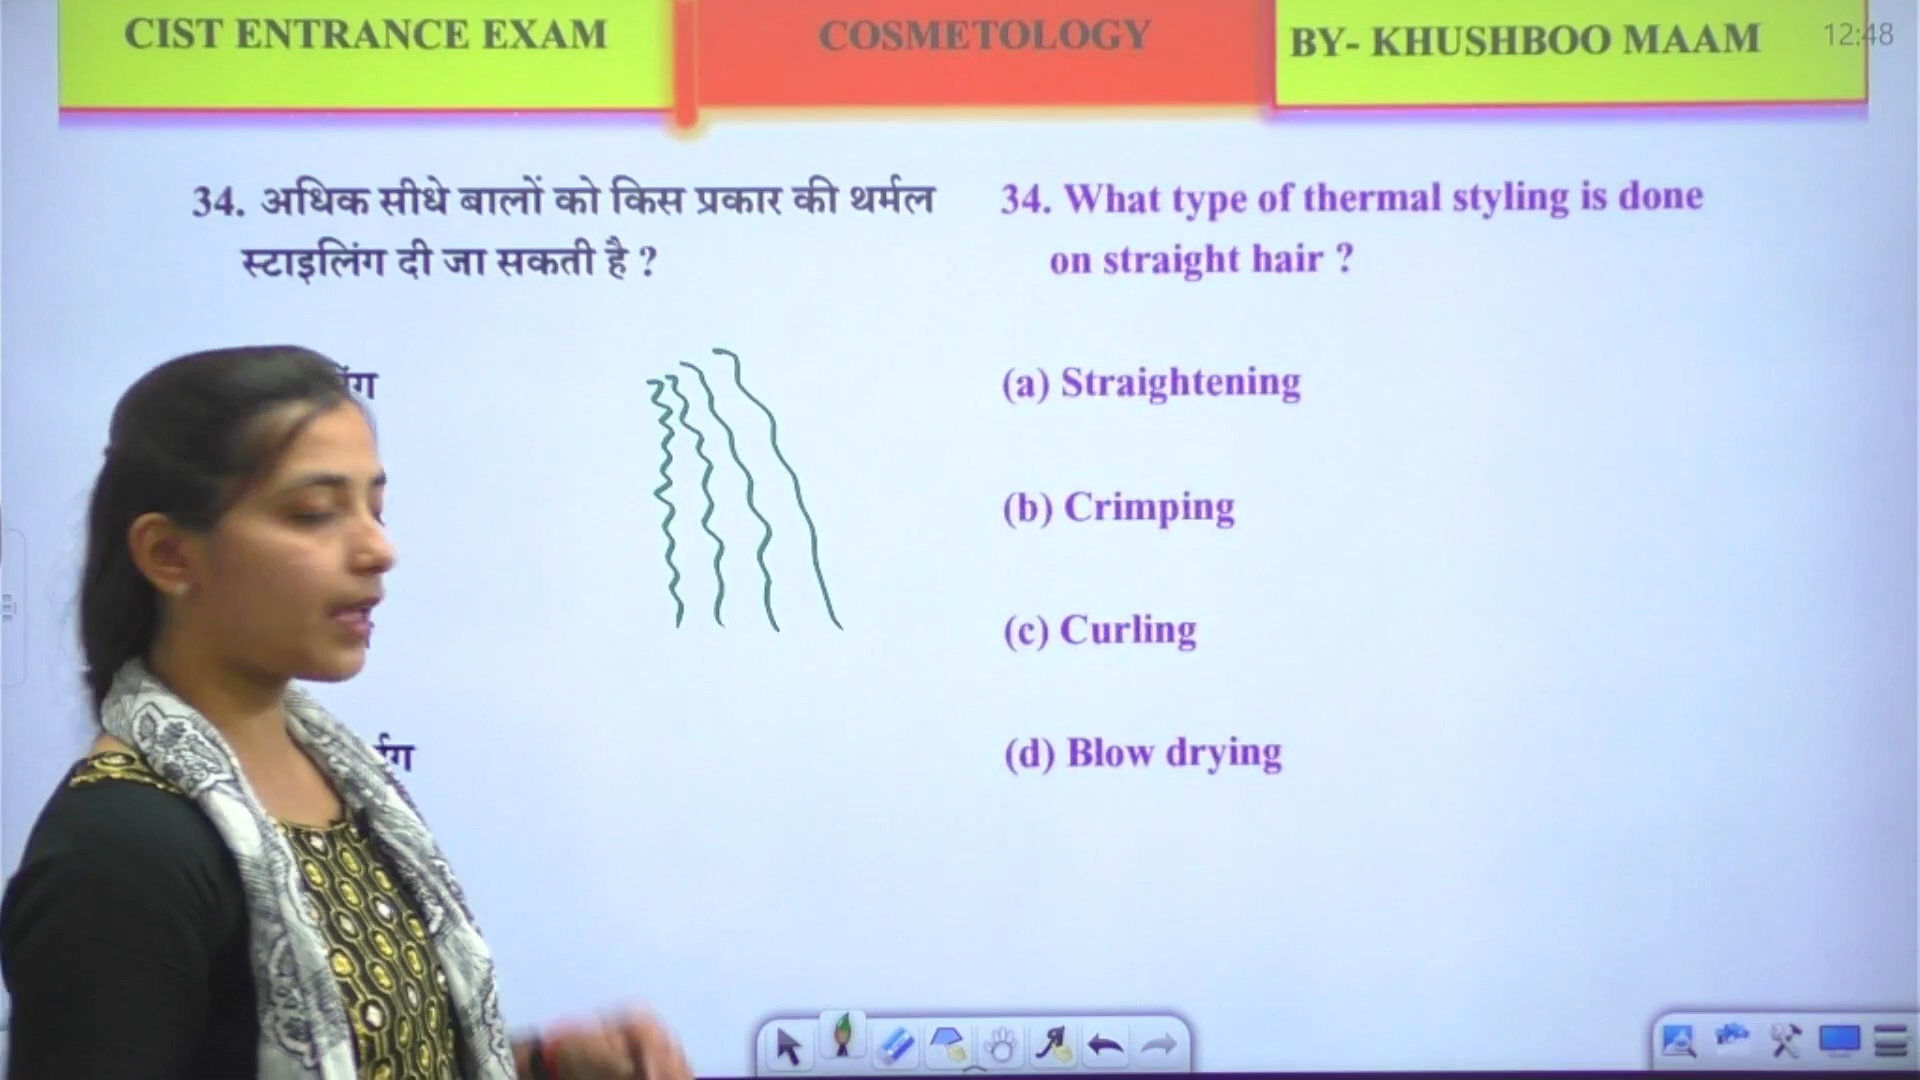 CIST ENTRANCE EXAM
COSMETOLOGY
BY- KHUSHBOO MAAM
12:48
34. अधिक सीधे बालों को किस प्रकार की थर्मल
स्टाइलिंग दी जा सकती है ?
34. What type of thermal styling is done
on straight hair ?
(a) Straightening
(b) Crimping
(c) Curling
(d) Blow drying